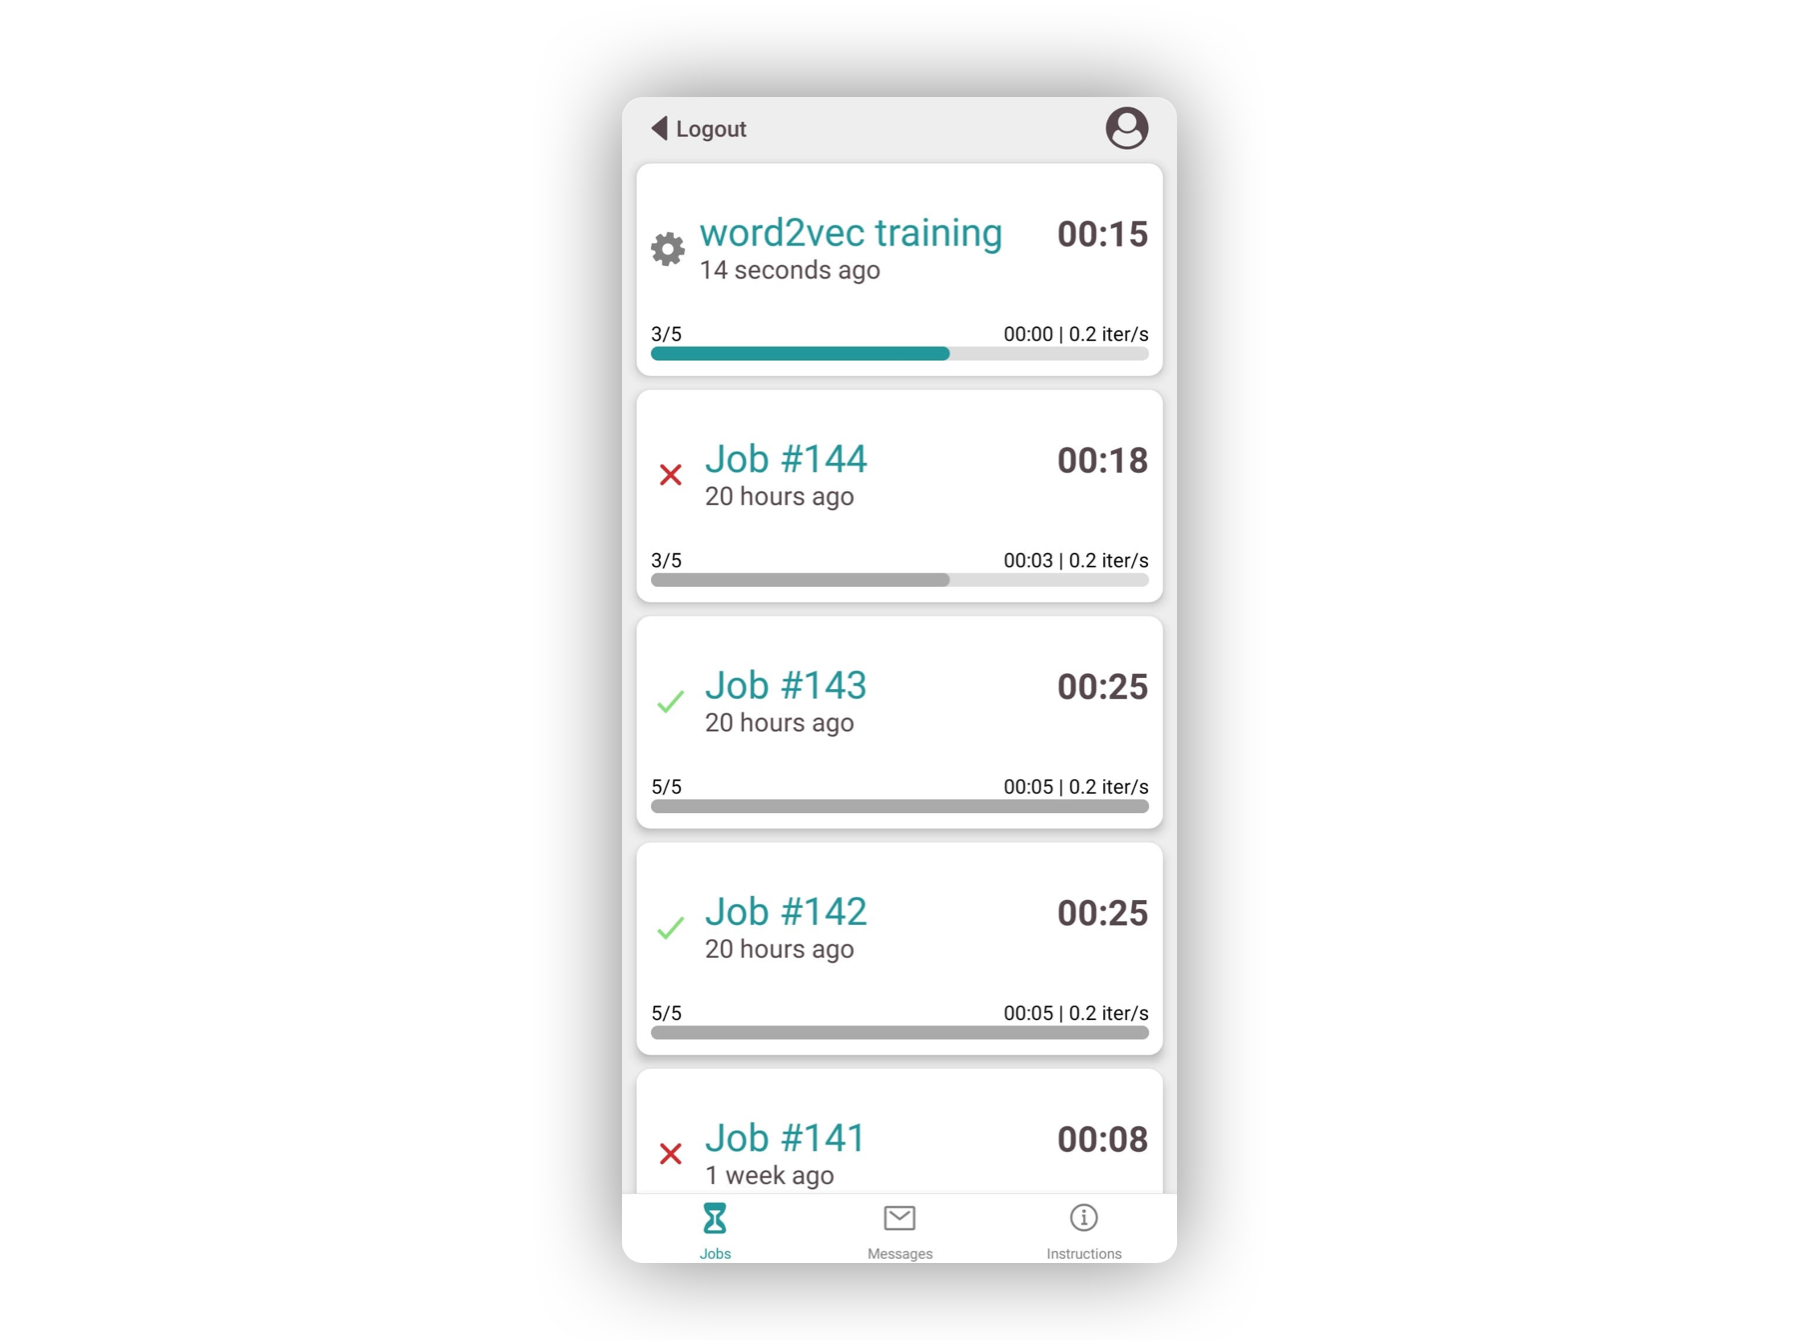 Logout
word2vec training 00:15
14 seconds ago
3/5 00:00 | 0.2 iter/s
Job #144 00:18
20 hours ago
3/5 00:03 | 0.2 iter/s
Job #143 00:25
20 hours ago
5/5 00:05 | 0.2 iter/s
Job #142 00:25
20 hours ago
5/5 00:05 | 0.2 iter/s
Job #141 00:08
1 week ago
Jobs Messages Instructions